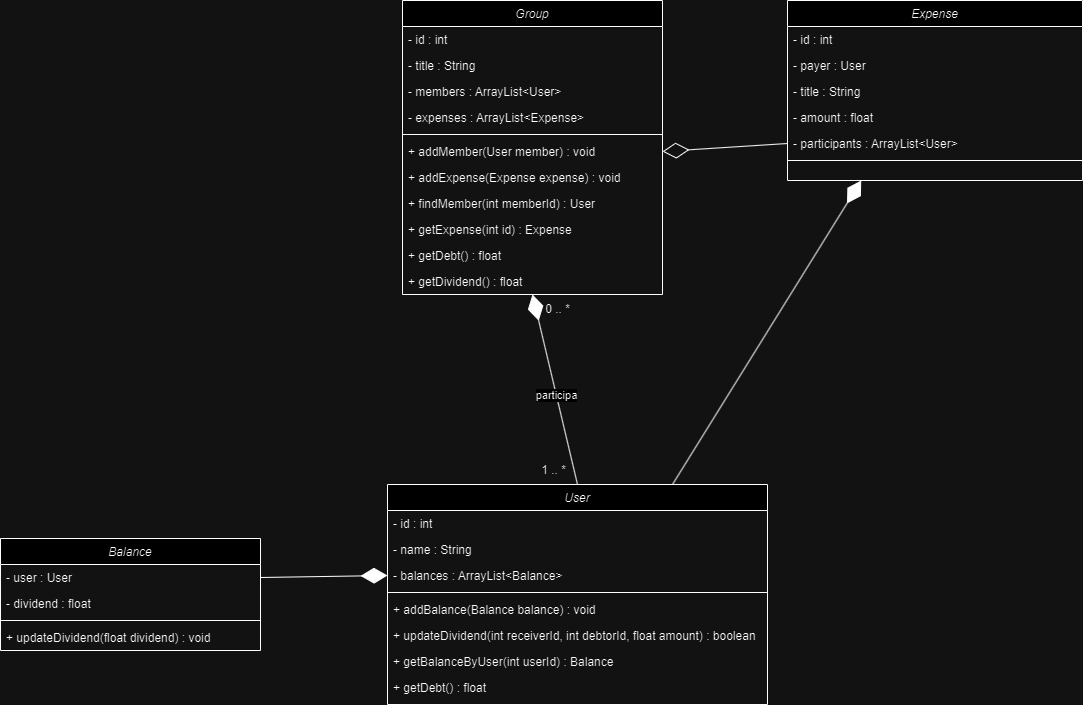 Group
- id : int
- title : String
- members : ArrayList<User>
- expenses : ArrayList<Expense>
+ addMember(User member) : void
+ addExpense(Expense expense) : void
+ findMember(int memberId) : User
+ getExpense(int id) : Expense
+ getDebt() : float
+ getDividend() : float
Expense
- id : int
- payer : User
- title : String
- amount : float
- participants : ArrayList<User>
0 .. *
participa
1 .. *
User
- id : int
- name : String
- balances : ArrayList<Balance>
+ addBalance(Balance balance) : void
+ updateDividend(int receiverId, int debtorId, float amount) : boolean
+ getBalanceByUser(int userId) : Balance
+ getDebt() : float
Balance
- user : User
- dividend : float
+ updateDividend(float dividend) : void